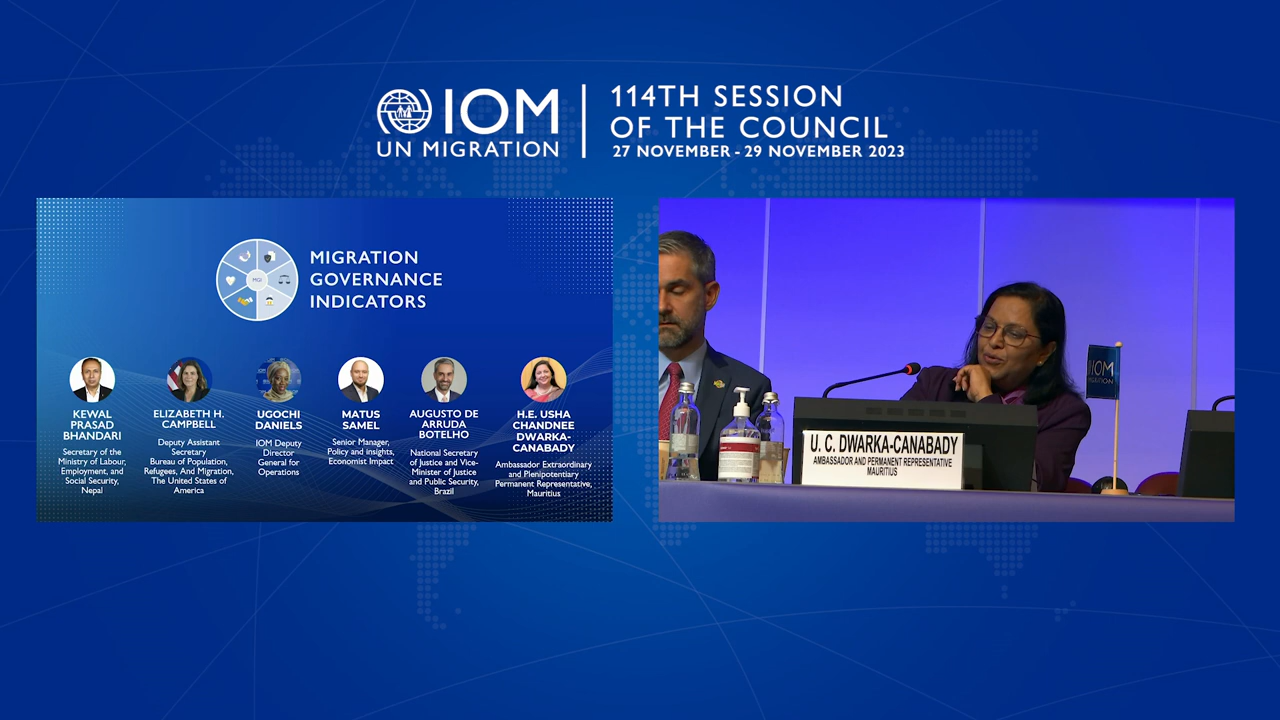 IOM
UN MIGRATION
114TH SESSION
OF THE COUNCIL
27 NOVEMBER - 29 NOVEMBER 2023
MGI
MIGRATION
GOVERNANCE
INDICATORS
KEWAL
PRASAD
BHANDARI
Secretary of the
Ministry of Labour,
Employment, and
Social Security,
Nepal
ELIZABETH H.
CAMPBELL
Deputy Assistant
Secretary
Bureau of Population,
Refugees, And Migration,
The United States of
America
UGOCHI
DANIELS
IOM Deputy
Director
General for
Operations
MATUS
SAMEL
Senior Manager,
Policy and insights,
Economist Impact
AUGUSTO DE
ARRUDA
BOTELHO
National Secretary
of Justice and Vice-
Minister of Justice
and Public Security,
Brazil
H.E. USHA
CHANDNEE
DWARKA-
CANABADY
Ambassador Extraordinary
and Plenipotentiary
Permanent Representative,
Mauritius
U. C. DWARKA-CANABADY
AMBASSADOR AND PERMANENT REPRESENTATIVE
MAURITIUS
IOM
MIGRATION